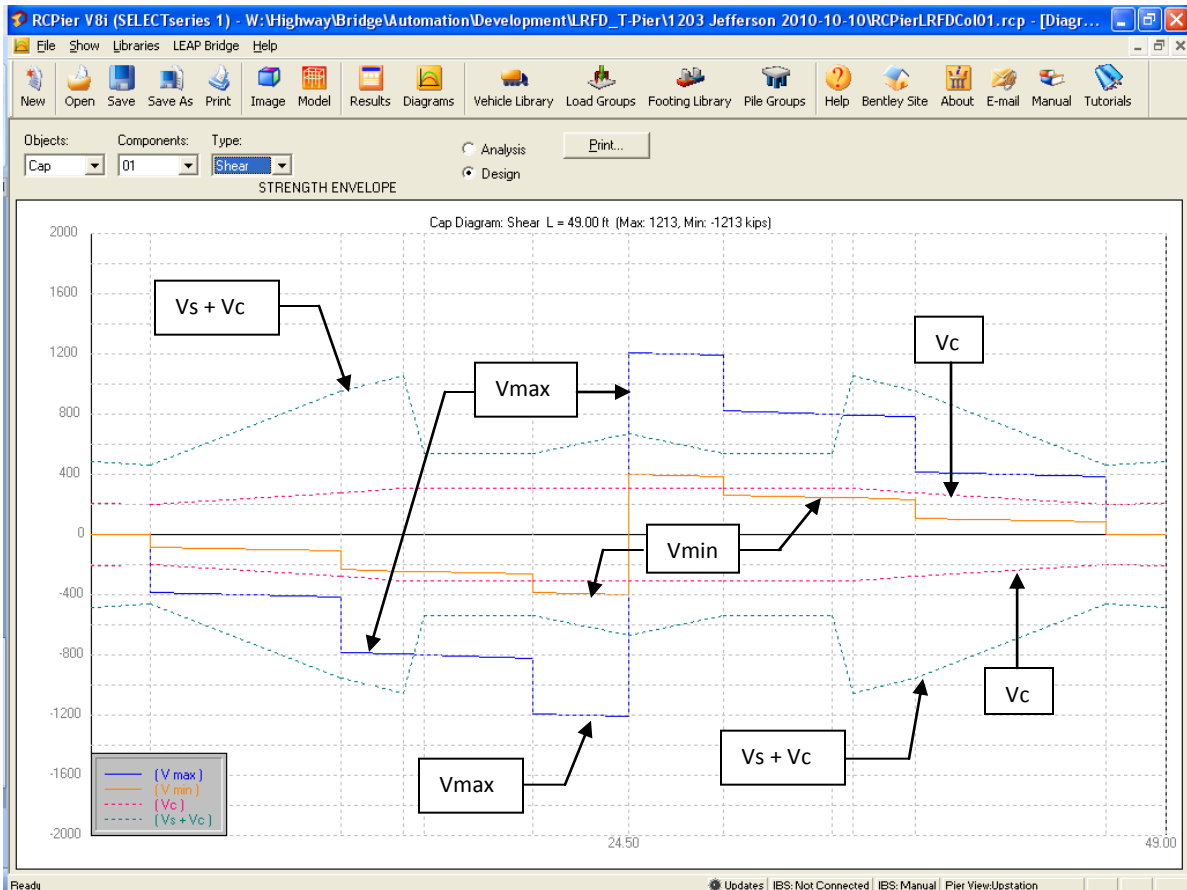 RCPier V8i (SELECTseries 1) - W:\Highway\Bridge\Automation\Development\LRFD_T-Pier\1203 Jefferson 2010-10-10\RCPierLRFDCol01.rcp - [Diagr...
File Show Libraries LEAP Bridge Help
New Open Save Save As Print Image Model Results Diagrams Vehicle Library Load Groups Footing Library Pile Groups Help Bentley Site About E-mail Manual Tutorials
Objects: Components: Type:
Cap 01 Shear
Analysis
Design
Print...
STRENGTH ENVELOPE
Cap Diagram: Shear L = 49.00 ft (Max: 1213, Min: -1213 kips)
2000
1600
1200
800
400
0
-400
-800
-1200
-1600
-2000
Vs + Vc
Vc
Vmax
Vmin
Vc
Vs + Vc
Vmax
( V max )
( V min )
( Vc )
( Vs + Vc )
24.50
49.00
Ready
Updates IBS: Not Connected IBS: Manual Pier View:Upstation